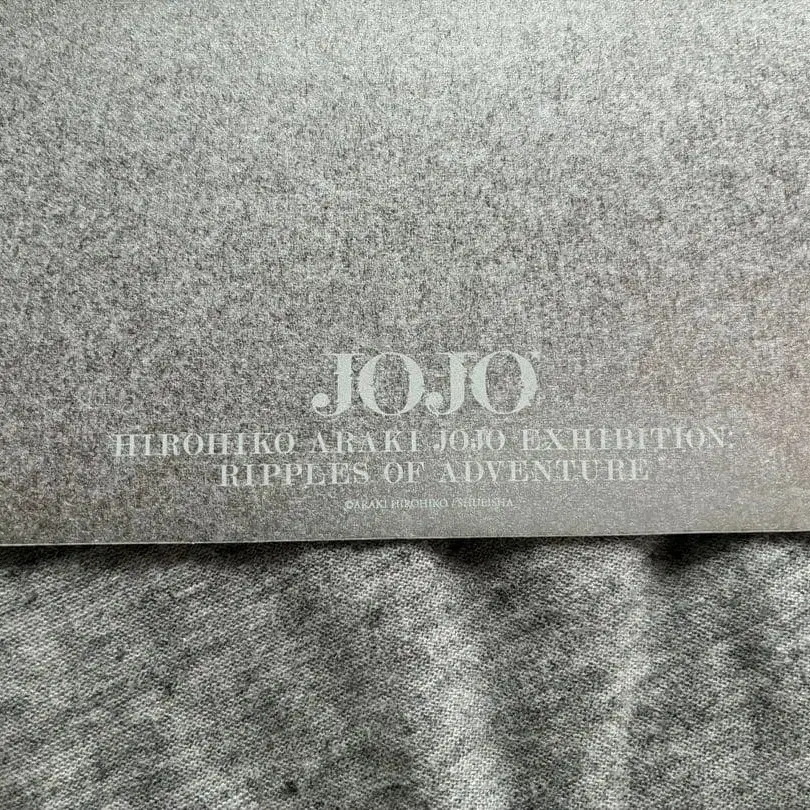 JOJO
HIROHIKO ARAKI JOJO EXHIBITION:
RIPPLES OF ADVENTURE
©ARAKI HIROHIKO / SHUEISHA